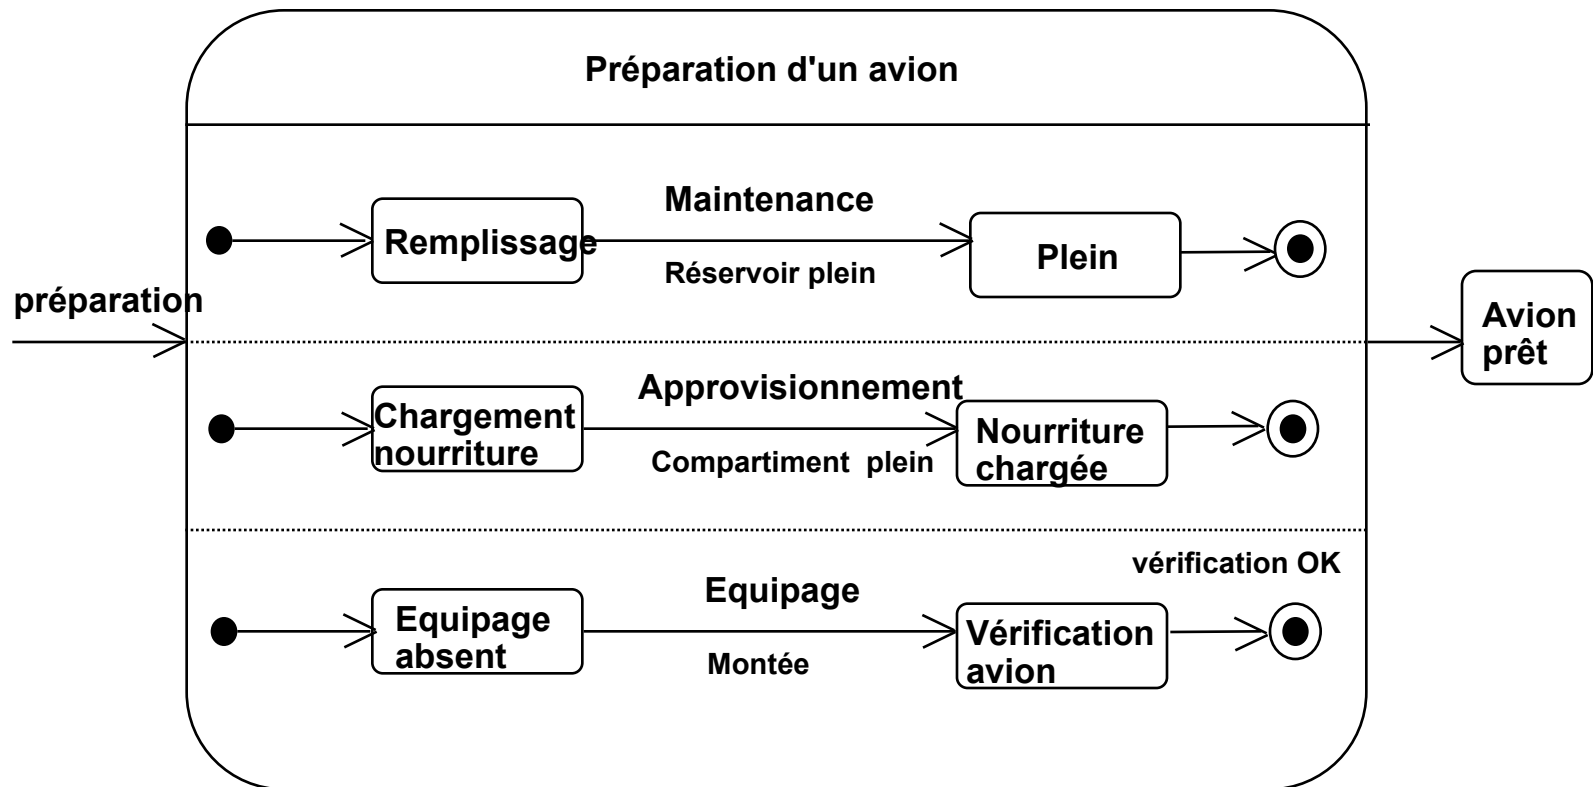 Préparation d'un avion
Maintenance
Remplissage
Réservoir plein
Plein
préparation
Avion
prêt
Approvisionnement
Chargement
nourriture
Compartiment plein
Nourriture
chargée
vérification OK
Equipage
Equipage
absent
Montée
Vérification
avion